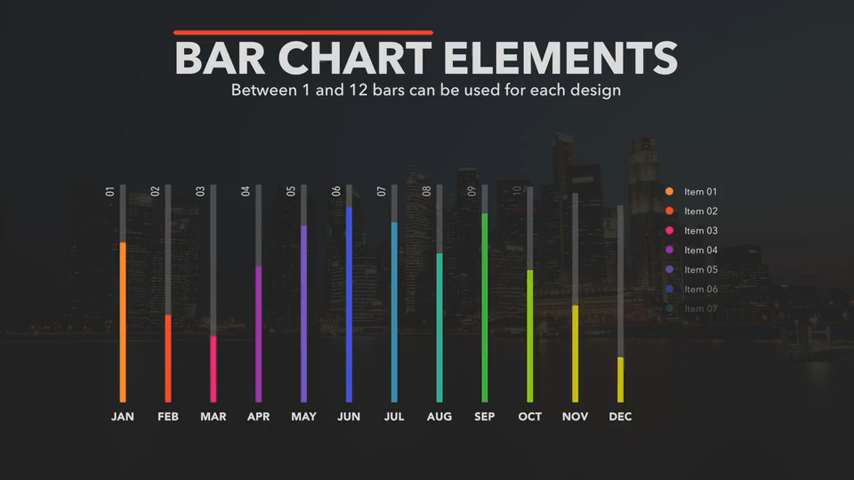 BAR CHART ELEMENTS
Between 1 and 12 bars can be used for each design
01 02 03 04 05 06 07 08 09 10
Item 01
Item 02
Item 03
Item 04
Item 05
Item 06
Item 07
JAN FEB MAR APR MAY JUN JUL AUG SEP OCT NOV DEC